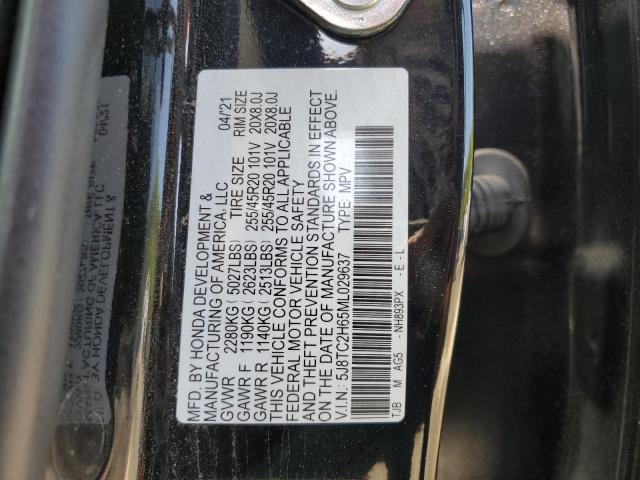 MFD. BY HONDA DEVELOPMENT &
MANUFACTURING OF AMERICA, LLC 04/21
GVWR 2280KG ( 5027LBS) TIRE SIZE RIM SIZE
GAWR F 1190KG ( 2623LBS) 255/45R20 101V 20X8.0J
GAWR R 1140KG ( 2513LBS) 255/45R20 101V 20X8.0J
THIS VEHICLE CONFORMS TO ALL APPLICABLE
FEDERAL MOTOR VEHICLE SAFETY
AND THEFT PREVENTION STANDARDS IN EFFECT
ON THE DATE OF MANUFACTURE SHOWN ABOVE.
V.I.N.: 5J8TC2H65ML029637 TYPE: MPV
TJB M AG5 - NH893PX - E - L